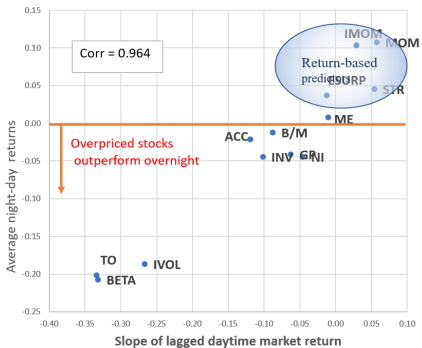 0.15
0.10
0.05
0.00
-0.05
-0.10
-0.15
-0.20
-0.25
Average night-day returns
Corr = 0.964
IMOM
MOM
Return-based
predictors
ESURP
STR
ME
Overpriced stocks
outperform overnight
ACC
B/M
INV
GP
NI
TO
BETA
IVOL
-0.40 -0.35 -0.30 -0.25 -0.20 -0.15 -0.10 -0.05 0.00 0.05 0.10
Slope of lagged daytime market return